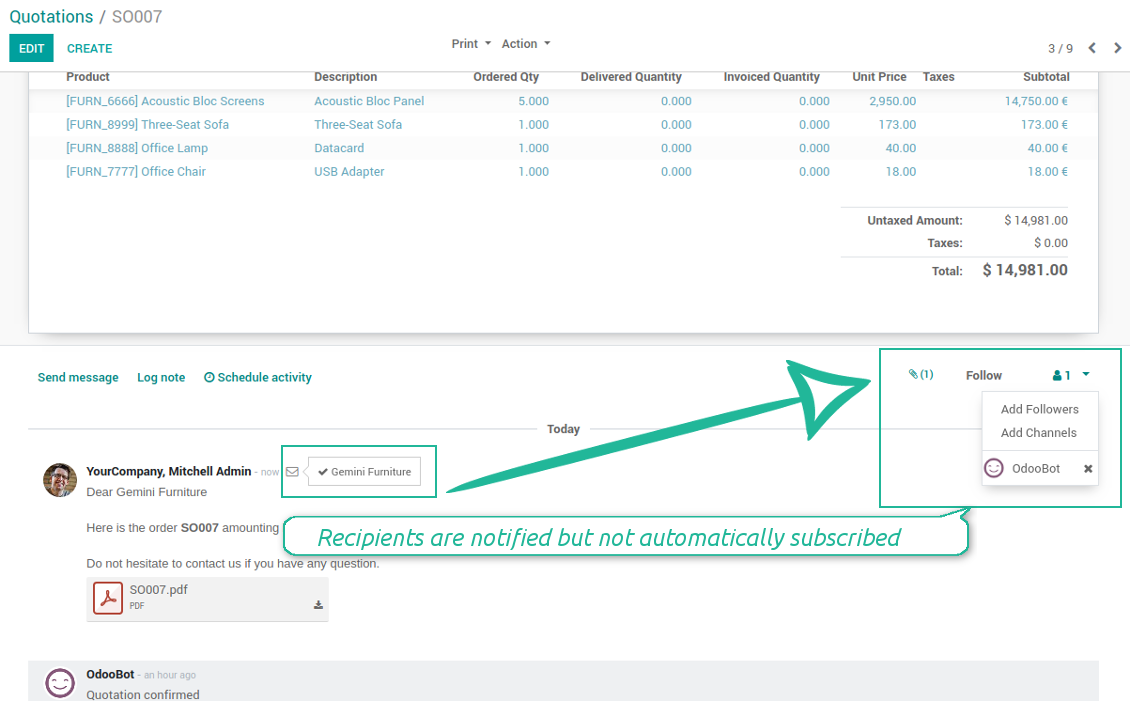 Quotations / SO007
EDIT CREATE Print Action 3 / 9
Product Description Ordered Qty Delivered Quantity Invoiced Quantity Unit Price Taxes Subtotal
[FURN_6666] Acoustic Bloc Screens Acoustic Bloc Panel 5.000 0.000 0.000 2,950.00 14,750.00 €
[FURN_8999] Three-Seat Sofa Three-Seat Sofa 1.000 0.000 0.000 173.00 173.00 €
[FURN_8888] Office Lamp Datacard 1.000 0.000 0.000 40.00 40.00 €
[FURN_7777] Office Chair USB Adapter 1.000 0.000 0.000 18.00 18.00 €
Untaxed Amount: $ 14,981.00
Taxes: $ 0.00
Total: $ 14,981.00
Send message Log note Schedule activity (1) Follow 1
Add Followers
Add Channels
OdooBot
Today
YourCompany, Mitchell Admin - now Gemini Furniture
Dear Gemini Furniture
Here is the order SO007 amounting
Recipients are notified but not automatically subscribed
Do not hesitate to contact us if you have any question.
SO007.pdf
PDF
OdooBot - an hour ago
Quotation confirmed